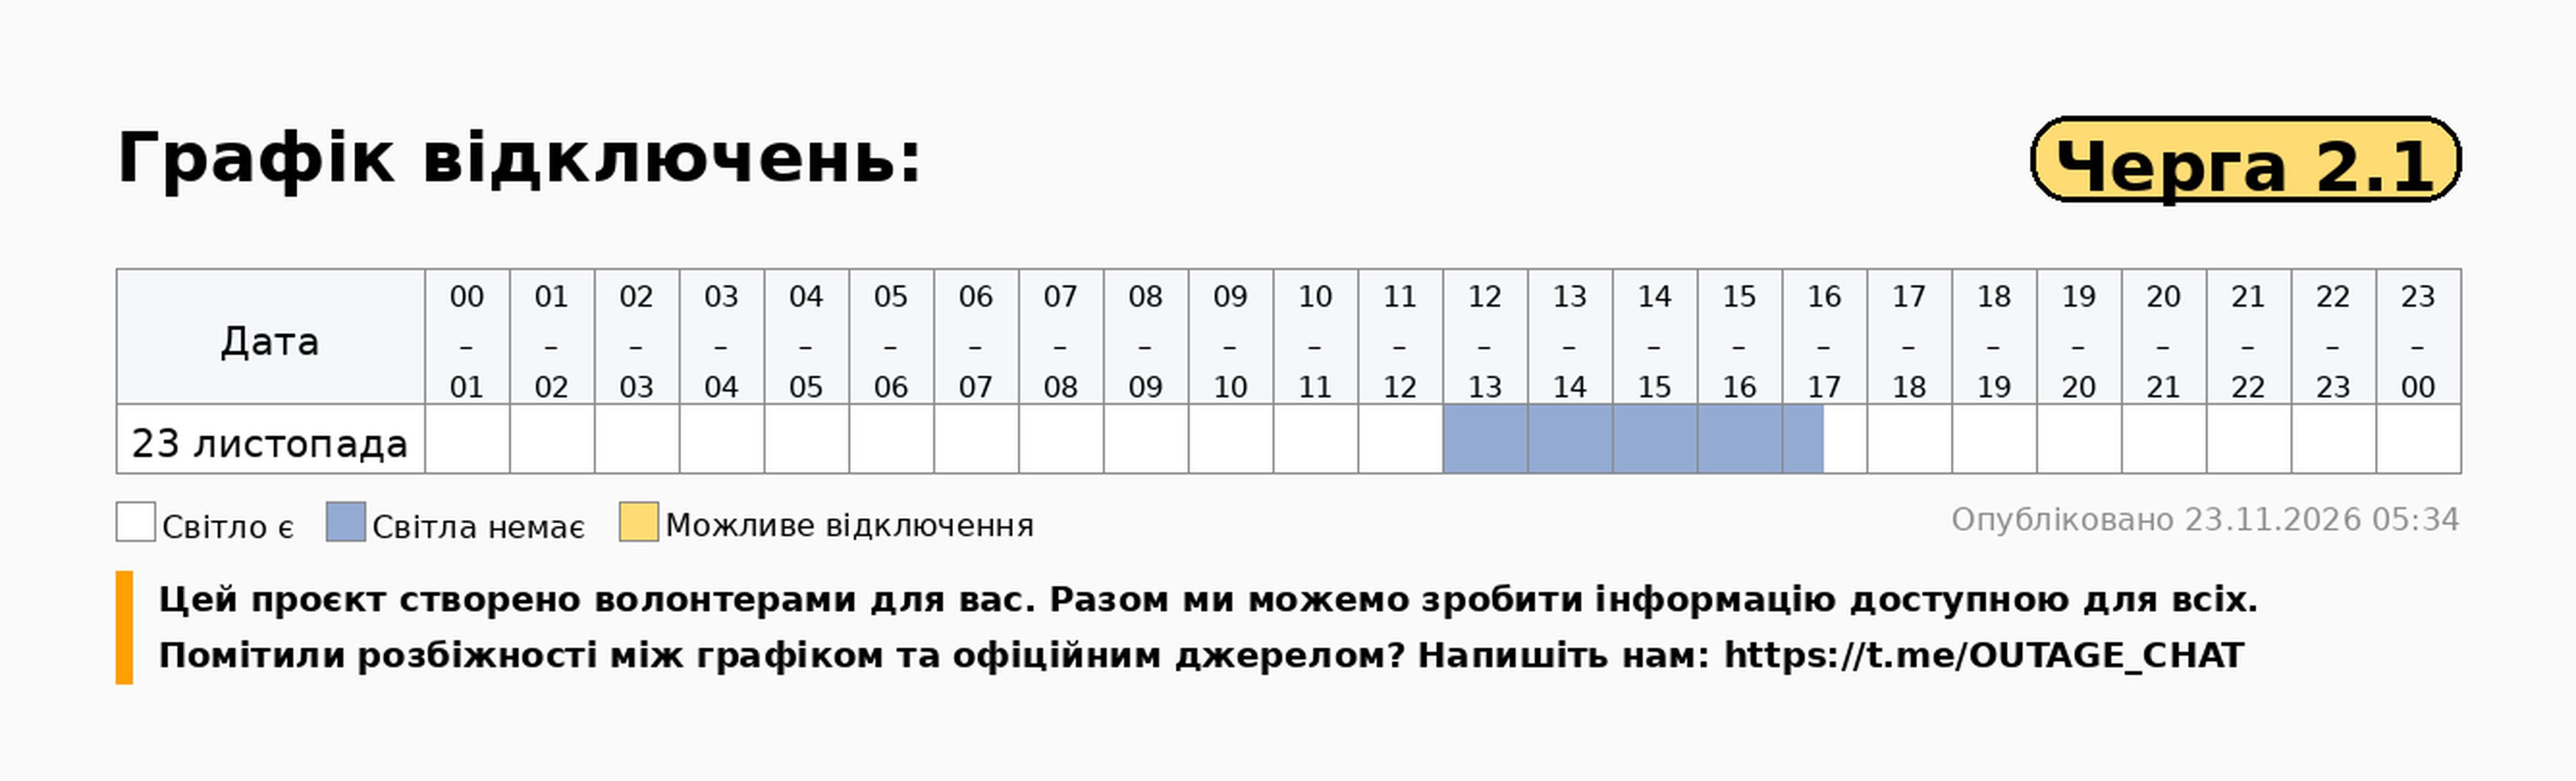 Графік відключень:
Черга 2.1
Дата
00 – 01
01 – 02
02 – 03
03 – 04
04 – 05
05 – 06
06 – 07
07 – 08
08 – 09
09 – 10
10 – 11
11 – 12
12 – 13
13 – 14
14 – 15
15 – 16
16 – 17
17 – 18
18 – 19
19 – 20
20 – 21
21 – 22
22 – 23
23 – 00
23 листопада
Світло є
Світла немає
Можливе відключення
Опубліковано 23.11.2026 05:34
Цей проєкт створено волонтерами для вас. Разом ми можемо зробити інформацію доступною для всіх.
Помітили розбіжності між графіком та офіційним джерелом? Напишіть нам: https://t.me/OUTAGE_CHAT